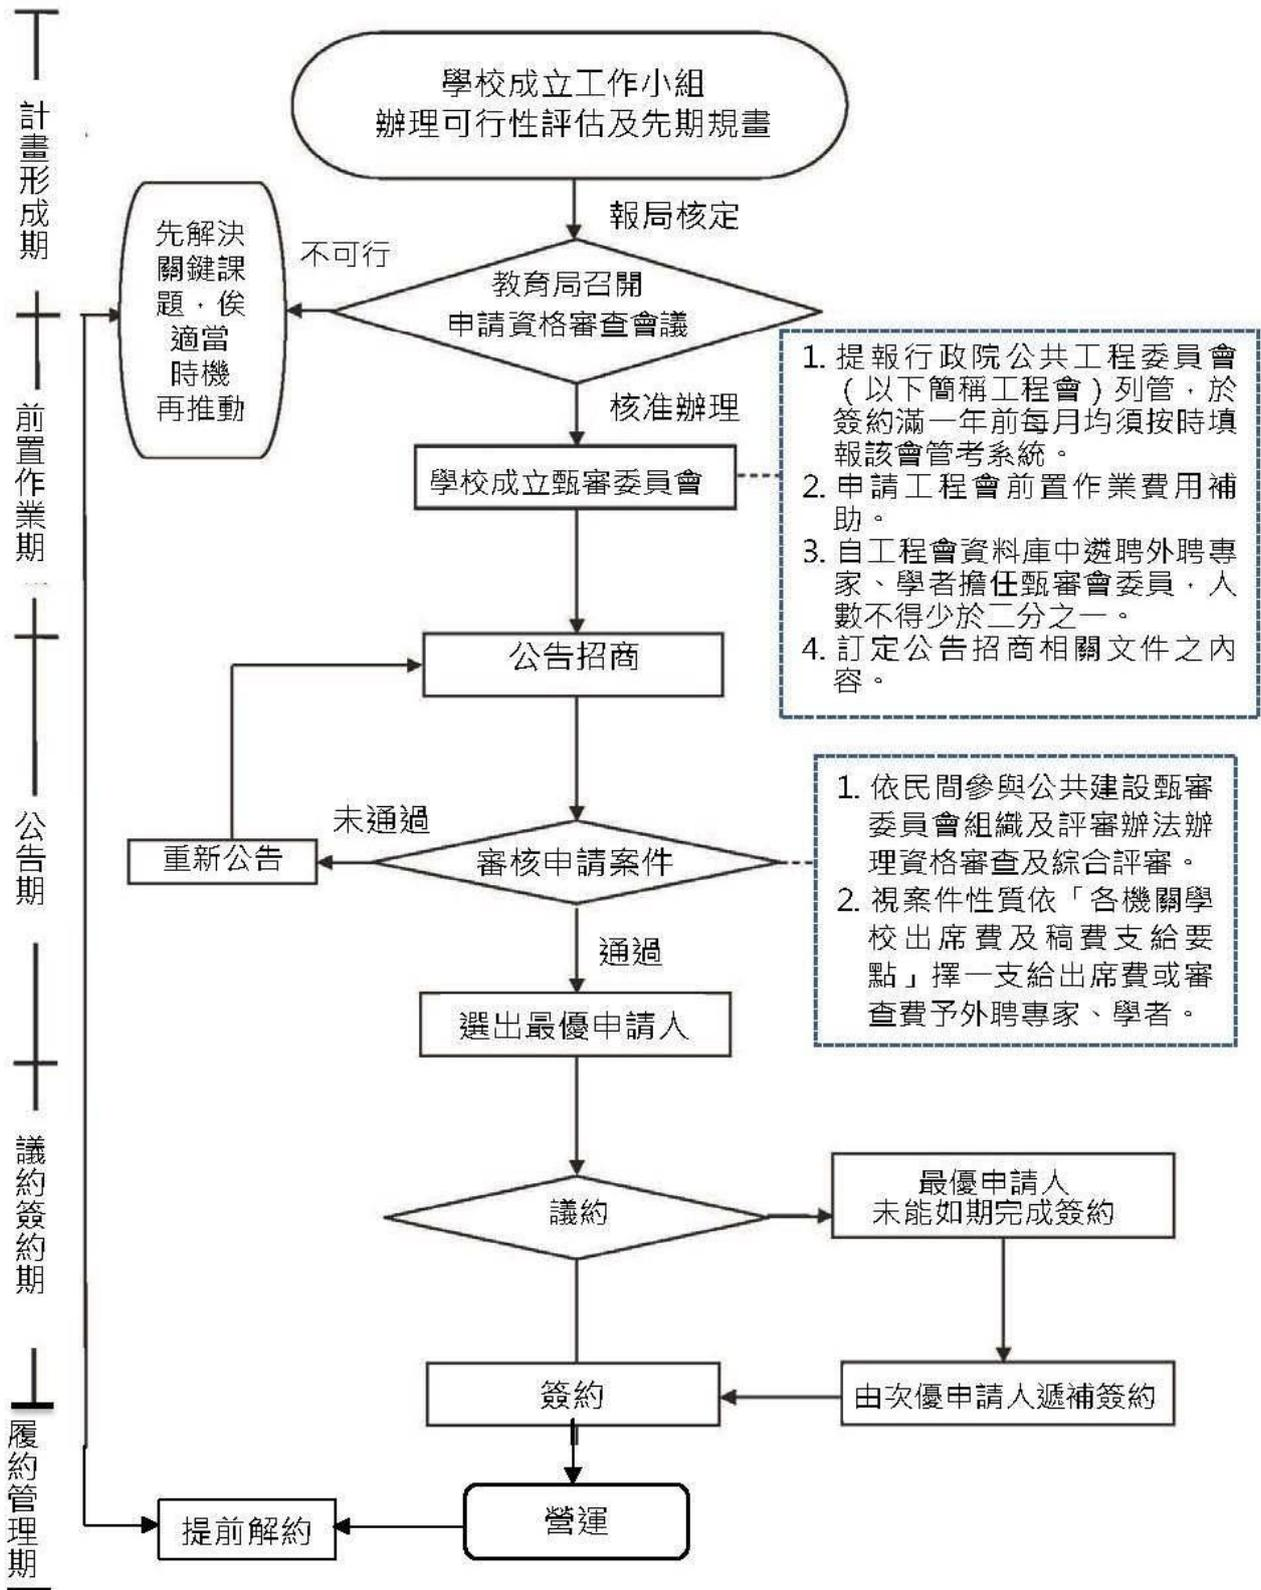 學校成立工作小組
辦理可行性評估及先期規畫
計畫形成期
報局核定
先解決
關鍵課
題，俟
適當
時機
再推動
不可行
教育局召開
申請資格審查會議
核准辦理
前置作業期
學校成立甄審委員會
1. 提報行政院公共工程委員會
（以下簡稱工程會）列管，於
簽約滿一年前每月均須按時填
報該會管考系統。
2. 申請工程會前置作業費用補
助。
3. 自工程會資料庫中遴聘外聘專
家、學者擔任甄審會委員，人
數不得少於二分之一。
4. 訂定公告招商相關文件之內
容。
公告招商
公告期
未通過
重新公告
審核申請案件
1. 依民間參與公共建設甄審
委員會組織及評審辦法辦
理資格審查及綜合評審。
2. 視案件性質依「各機關學
校出席費及稿費支給要
點」擇一支給出席費或審
查費予外聘專家、學者。
通過
選出最優申請人
議約簽約期
議約
最優申請人
未能如期完成簽約
簽約
由次優申請人遞補簽約
履約管理期
提前解約
營運